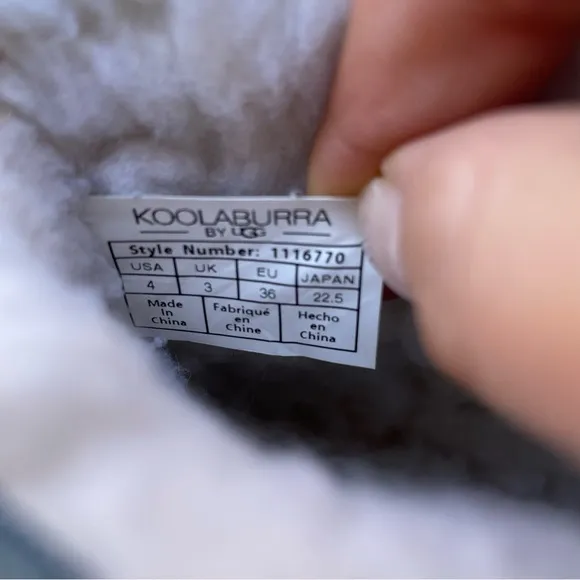 KOOLABURRA
BY UGG
Style Number: 1116770
USA UK EU JAPAN
4 3 36 22.5
Made In China
Fabriqué en Chine
Hecho en China